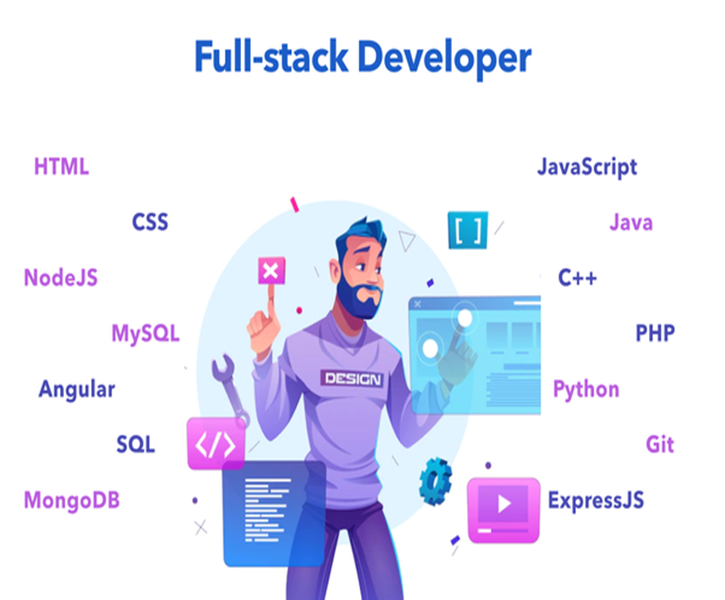 Full-stack Developer
HTML
CSS
NodeJS
MySQL
Angular
SQL
MongoDB
DESIGN
</>
[ ]
JavaScript
Java
C++
PHP
Python
Git
ExpressJS